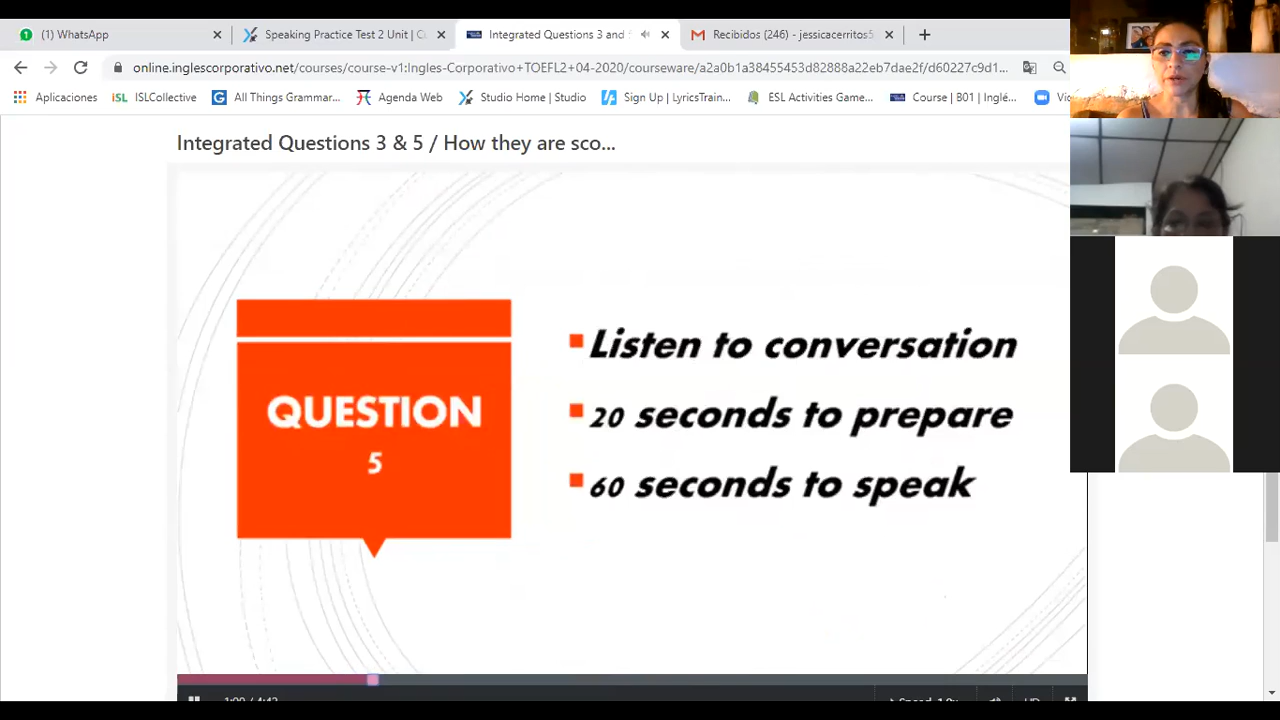 (1) WhatsApp
Speaking Practice Test 2 Unit | C
Integrated Questions 3 and
Recibidos (246) - jessicacerritos5
online.inglescorporativo.net/courses/course-v1:Ingles-Corporativo+TOEFL2+04-2020/courseware/a2a0b1a38455453d82888a22eb7dae2f/d60227c9d1...
Aplicaciones
iSL ISLCollective
All Things Grammar...
Agenda Web
Studio Home | Studio
Sign Up | LyricsTrain...
ESL Activities Game...
Course | B01 | Inglé...
Integrated Questions 3 & 5 / How they are sco...
QUESTION
5
Listen to conversation
20 seconds to prepare
60 seconds to speak